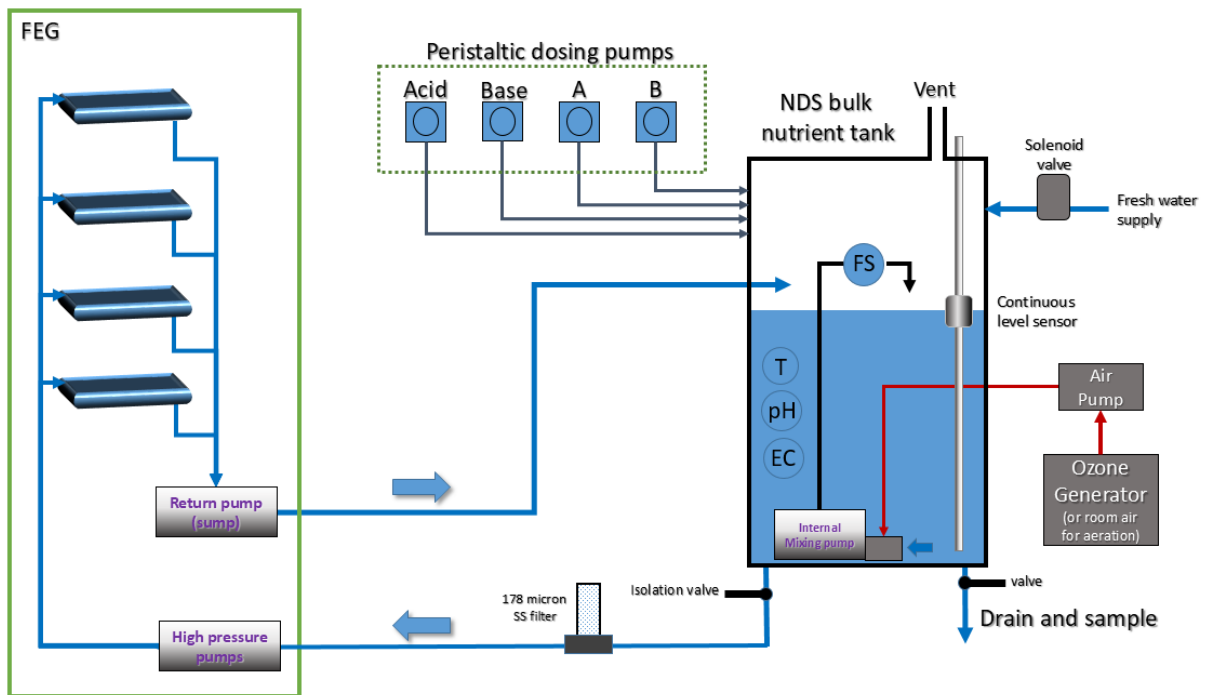 FEG
Peristaltic dosing pumps
Acid
Base
A
B
NDS bulk
nutrient tank
Vent
Solenoid
valve
Fresh water
supply
FS
Continuous
level sensor
T
pH
EC
Air
Pump
Ozone
Generator
(or room air
for aeration)
Return pump
(sump)
Internal
Mixing pump
Isolation valve
valve
178 micron
SS filter
Drain and sample
High pressure
pumps